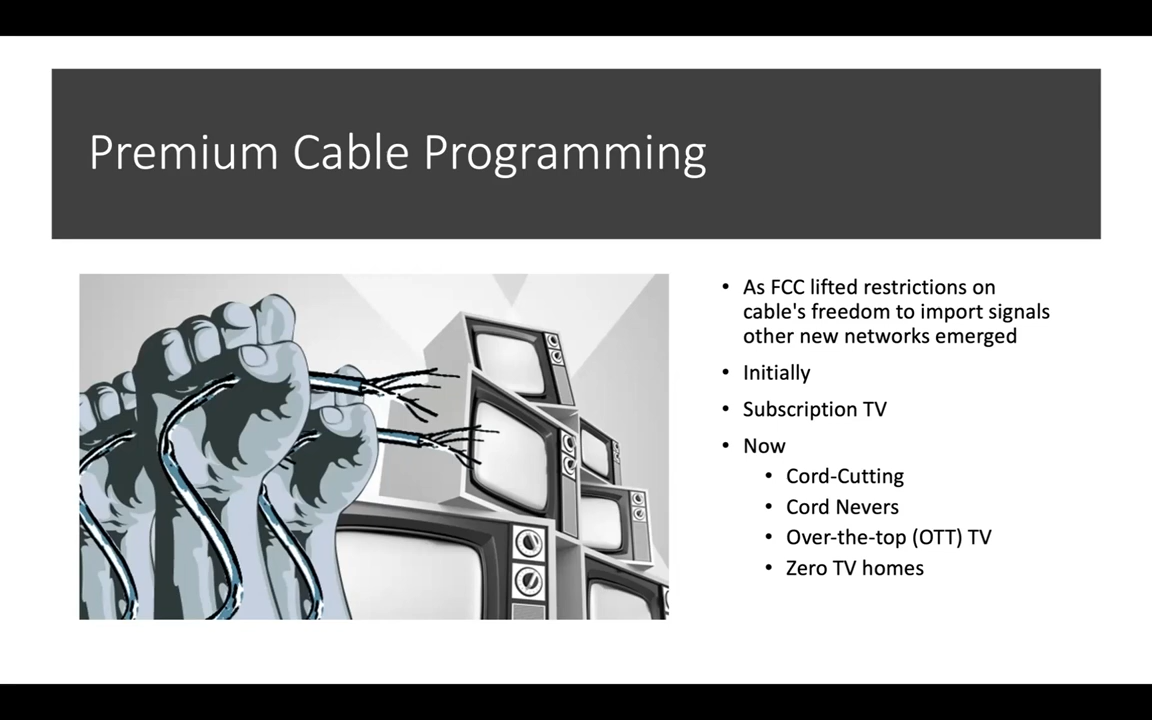 Premium Cable Programming
• As FCC lifted restrictions on
cable's freedom to import signals
other new networks emerged
• Initially
• Subscription TV
• Now
• Cord-Cutting
• Cord Nevers
• Over-the-top (OTT) TV
• Zero TV homes